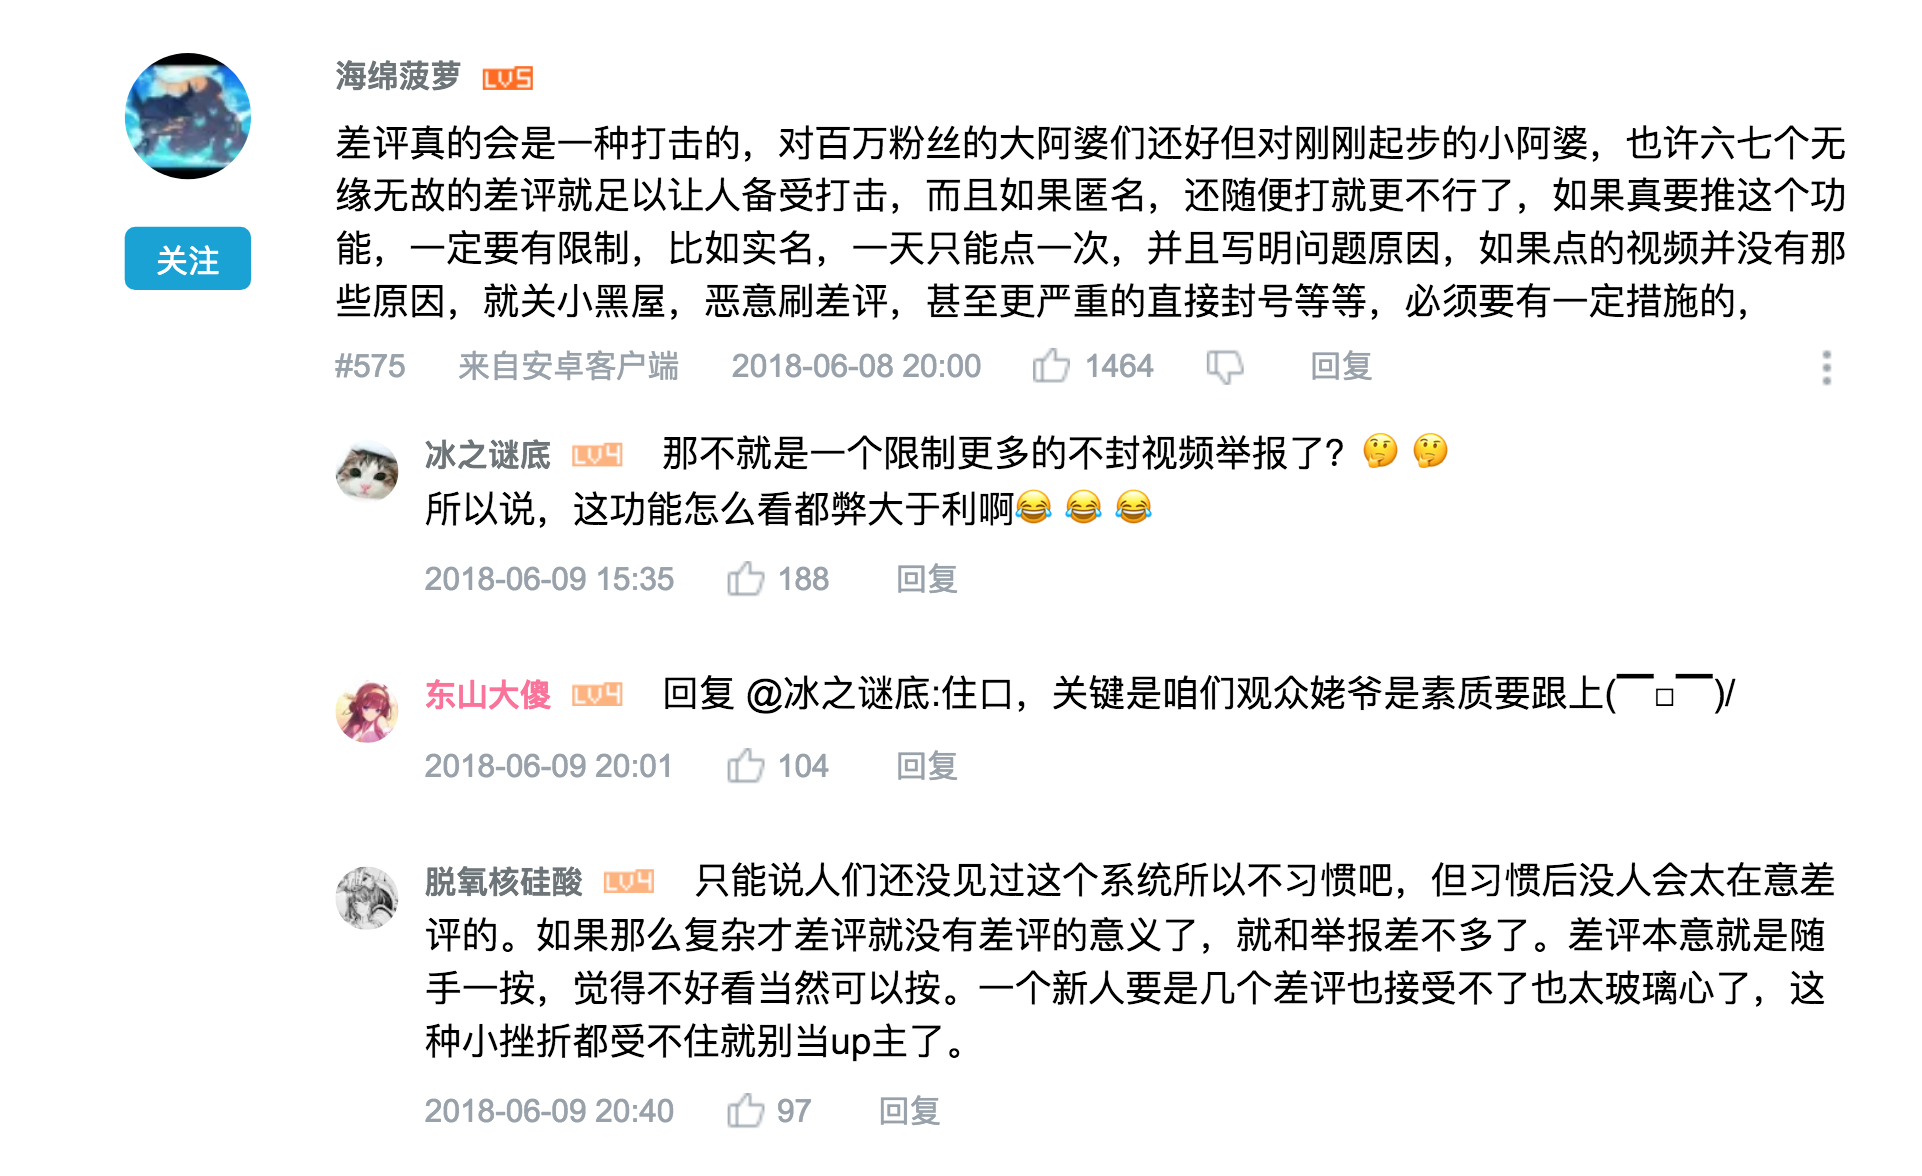 海绵菠萝 LV5
差评真的会是一种打击的，对百万粉丝的大阿婆们还好但对刚刚起步的小阿婆，也许六七个无
缘无故的差评就足以让人备受打击，而且如果匿名，还随便打就更不行了，如果真要推这个功
关注
能，一定要有限制，比如实名，一天只能点一次，并且写明问题原因，如果点的视频并没有那
些原因，就关小黑屋，恶意刷差评，甚至更严重的直接封号等等，必须要有一定措施的，
#575 来自安卓客户端 2018-06-08 20:00 1464 回复
冰之谜底 LV4 那不就是一个限制更多的不封视频举报了？🤔 🤔
所以说，这功能怎么看都弊大于利啊😂 😂 😂
2018-06-09 15:35 188 回复
东山大傻 LV4 回复 @冰之谜底:住口，关键是咱们观众姥爷是素质要跟上(￣□￣)/
2018-06-09 20:01 104 回复
脱氧核硅酸 LV4 只能说人们还没见过这个系统所以不习惯吧，但习惯后没人会太在意差
评的。如果那么复杂才差评就没有差评的意义了，就和举报差不多了。差评本意就是随
手一按，觉得不好看当然可以按。一个新人要是几个差评也接受不了也太玻璃心了，这
种小挫折都受不住就别当up主了。
2018-06-09 20:40 97 回复